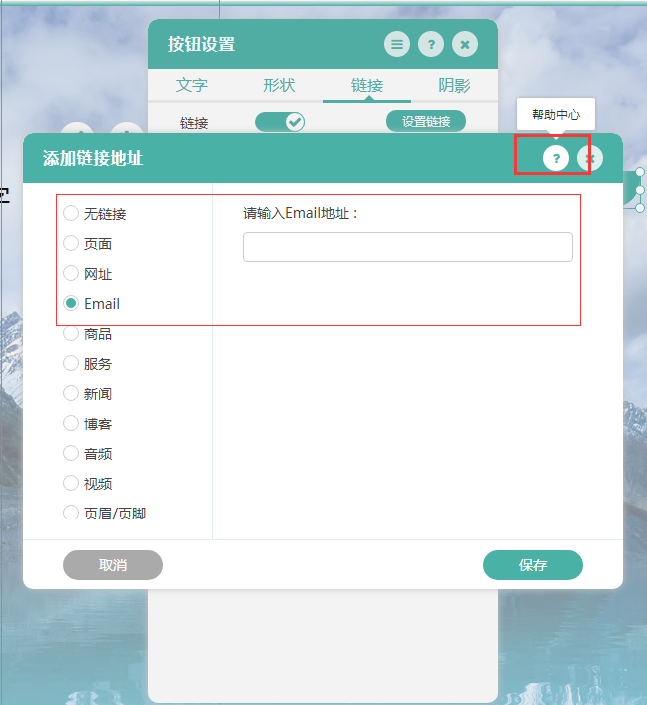 按钮设置
?
文字 形状 链接 阴影
帮助中心
链接 设置链接
添加链接地址 ?
无链接
请输入Email地址：
页面
网址
Email
商品
服务
新闻
博客
音频
视频
页眉/页脚
取消 保存